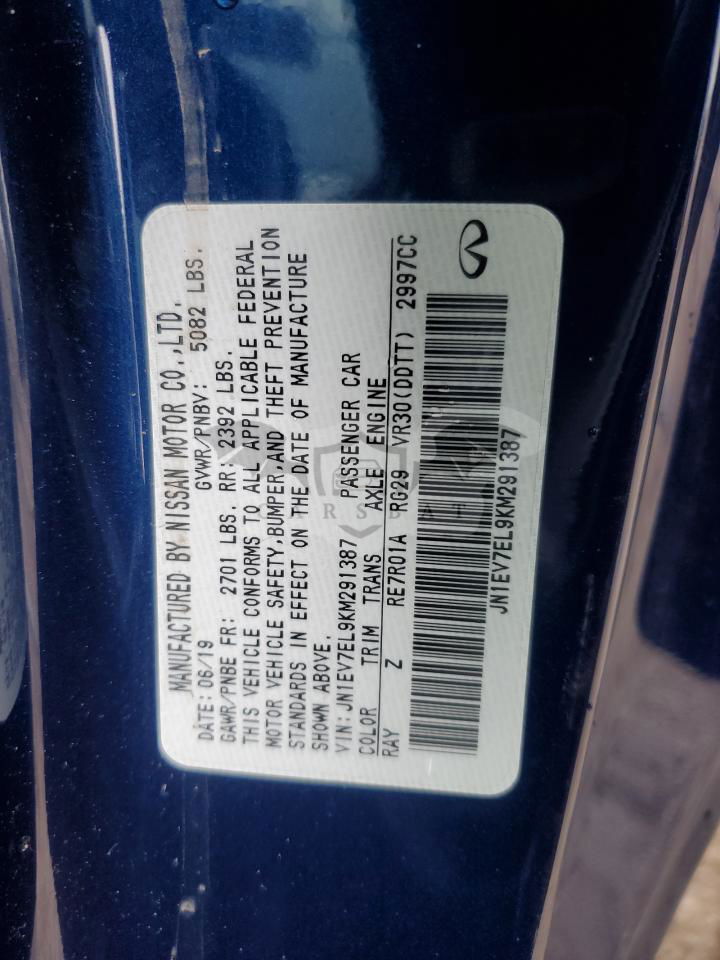 MANUFACTURED BY NISSAN MOTOR CO.,LTD.
DATE: 06/19 GVWR/PNBV: 5082 LBS.
GAWR/PNBE FR: 2701 LBS. RR: 2392 LBS.
THIS VEHICLE CONFORMS TO ALL APPLICABLE FEDERAL
MOTOR VEHICLE SAFETY,BUMPER,AND THEFT PREVENTION
STANDARDS IN EFFECT ON THE DATE OF MANUFACTURE
SHOWN ABOVE.
VIN: JN1EV7EL9KM291387 PASSENGER CAR
COLOR TRIM TRANS AXLE ENGINE
RAY Z RE7R01A RG29 VR30(DDTT) 2997CC
JN1EV7EL9KM291387
CARSBAT